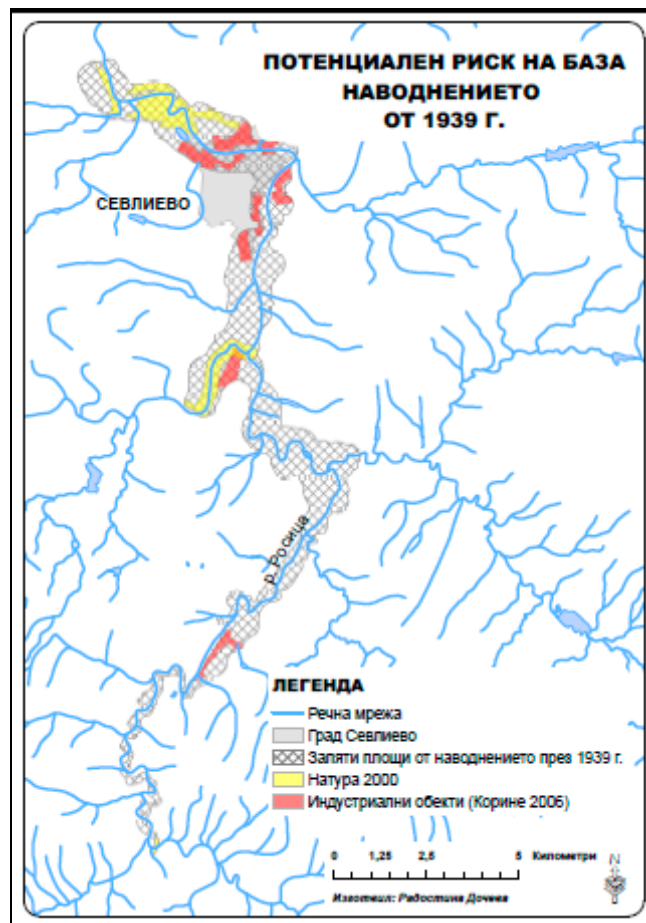 ПОТЕНЦИАЛЕН РИСК НА БАЗА
НАВОДНЕНИЕТО
ОТ 1939 Г.
СЕВЛИЕВО
р. Росица
ЛЕГЕНДА
Речна мрежа
Град Севлиево
Заляти площи от наводнението през 1939 г.
Натура 2000
Индустриални обекти (Корине 2006)
0 1,25 2,5 5 Километри
N
Изготвил: Радостина Дочева